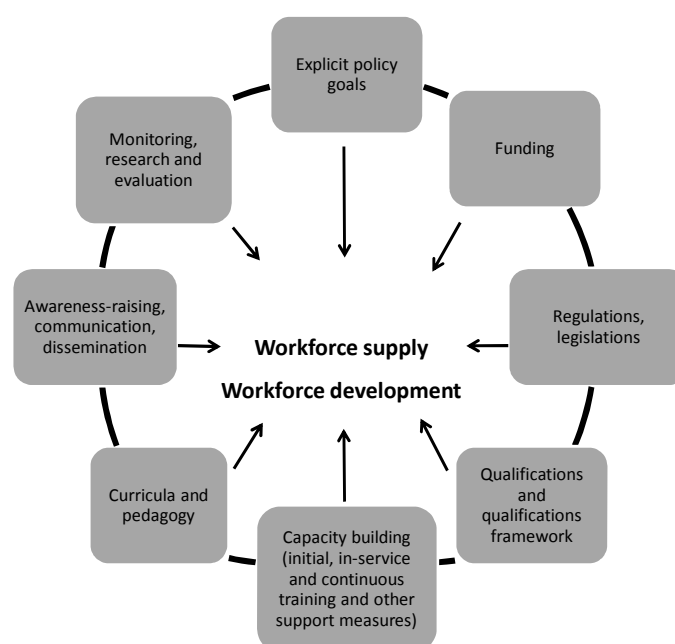 Explicit policy
goals
Funding
Regulations,
legislations
Qualifications and
qualifications
framework
Capacity building
(initial, in-service
and continuous
training and other
support measures)
Curricula and
pedagogy
Awareness-raising,
communication,
dissemination
Monitoring,
research and
evaluation
Workforce supply
Workforce development